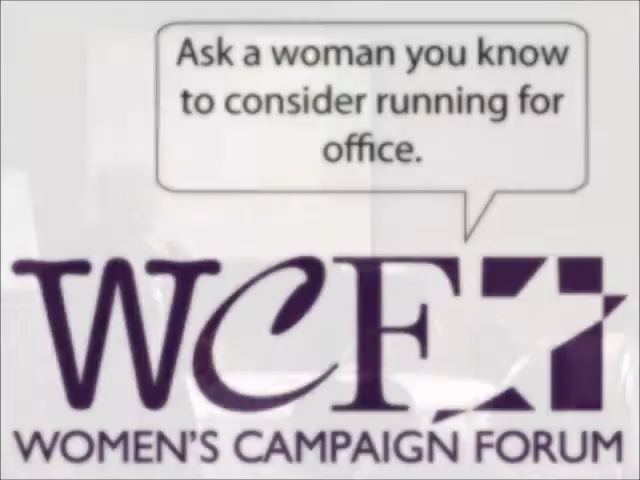 Ask a woman you know
to consider running for
office.
WCF
WOMEN'S CAMPAIGN FORUM